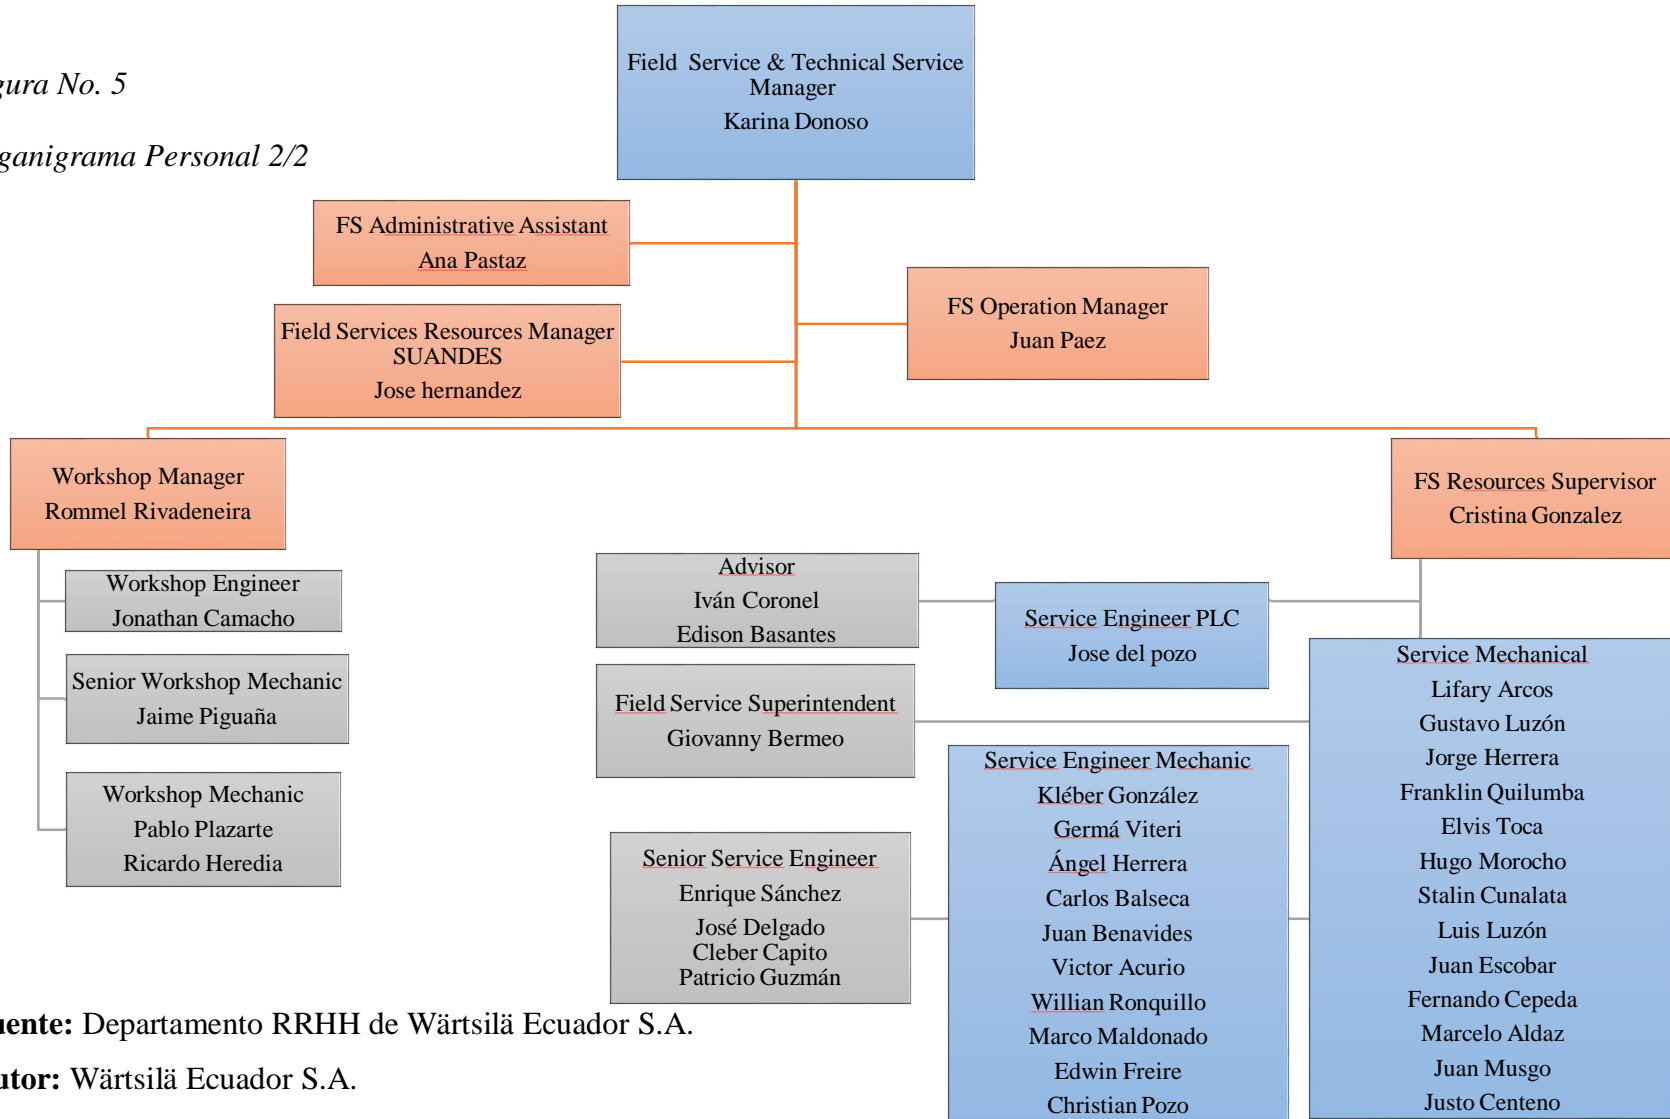 gura No. 5
ganigrama Personal 2/2
Field Service & Technical Service
Manager
Karina Donoso
FS Administrative Assistant
Ana Pastaz
FS Operation Manager
Juan Paez
Field Services Resources Manager
SUANDES
Jose hernandez
Workshop Manager
Rommel Rivadeneira
FS Resources Supervisor
Cristina Gonzalez
Workshop Engineer
Jonathan Camacho
Senior Workshop Mechanic
Jaime Piguaña
Workshop Mechanic
Pablo Plazarte
Ricardo Heredia
Advisor
Iván Coronel
Edison Basantes
Service Engineer PLC
Jose del pozo
Field Service Superintendent
Giovanny Bermeo
Senior Service Engineer
Enrique Sánchez
José Delgado
Cleber Capito
Patricio Guzmán
Service Engineer Mechanic
Kléber González
Germá Viteri
Ángel Herrera
Carlos Balseca
Juan Benavides
Victor Acurio
Willian Ronquillo
Marco Maldonado
Edwin Freire
Christian Pozo
Service Mechanical
Lifary Arcos
Gustavo Luzón
Jorge Herrera
Franklin Quilumba
Elvis Toca
Hugo Morocho
Stalin Cunalata
Luis Luzón
Juan Escobar
Fernando Cepeda
Marcelo Aldaz
Juan Musgo
Justo Centeno
uente: Departamento RRHH de Wärtsilä Ecuador S.A.
utor: Wärtsilä Ecuador S.A.